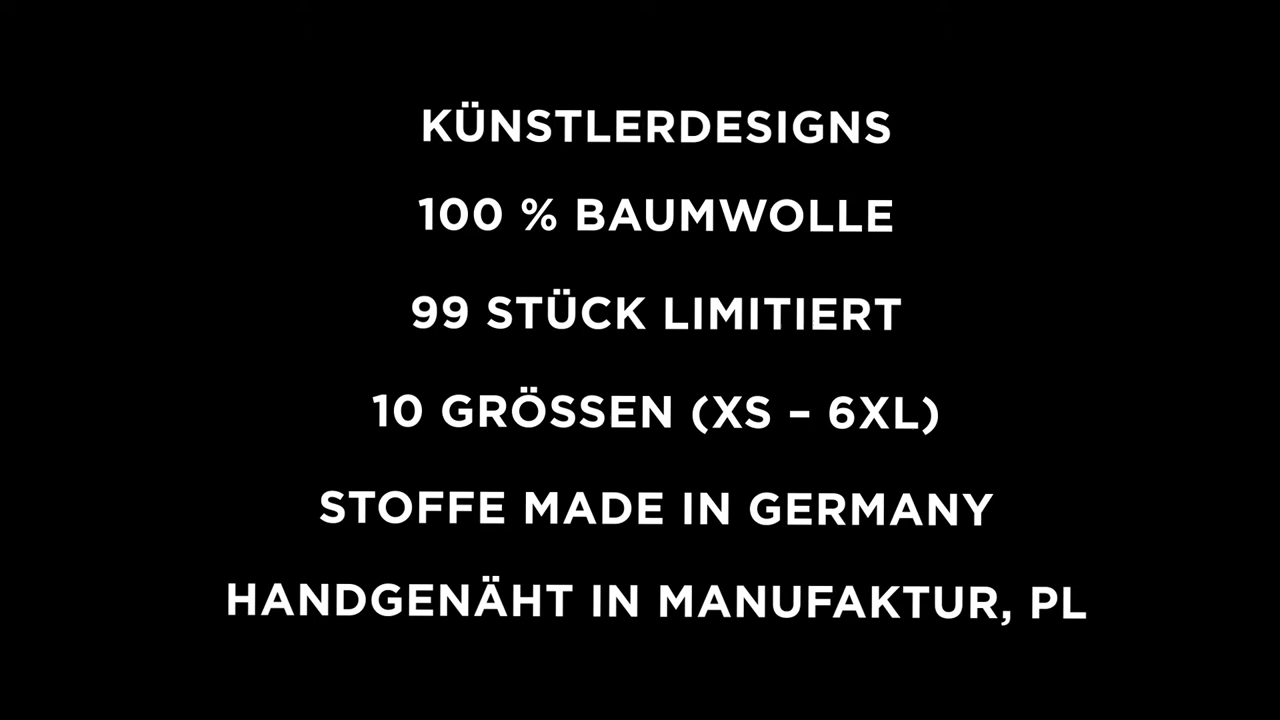 KÜNSTLERDESIGNS
100 % BAUMWOLLE
99 STÜCK LIMITIERT
10 GRÖSSEN (XS – 6XL)
STOFFE MADE IN GERMANY
HANDGENÄHT IN MANUFAKTUR, PL